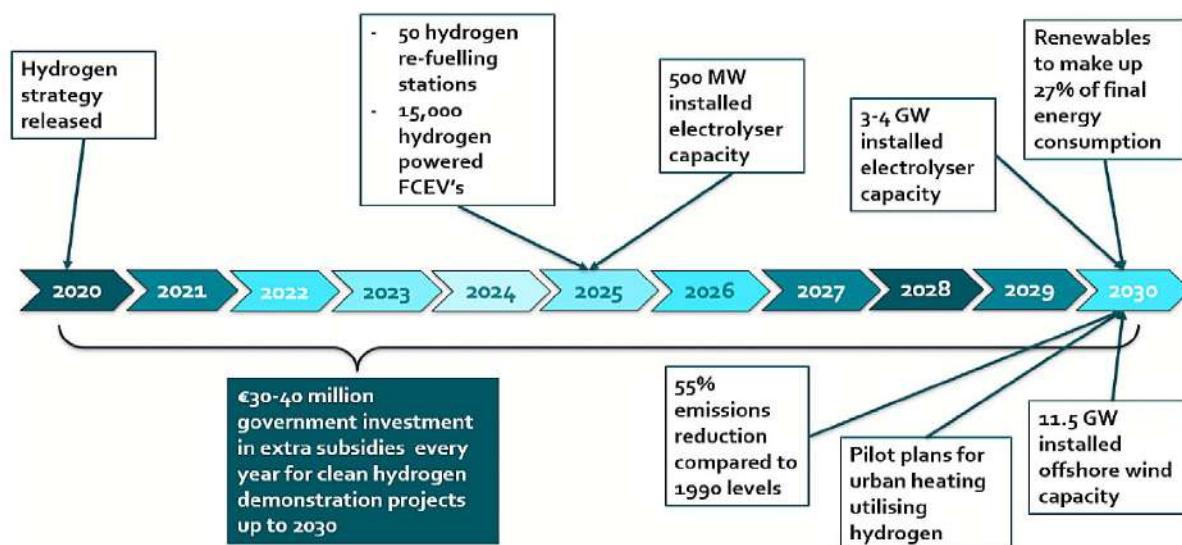 Hydrogen
strategy
released
- 50 hydrogen
re-fuelling
stations
- 15,000
hydrogen
powered
FCEV's
500 MW
installed
electrolyser
capacity
3-4 GW
installed
electrolyser
capacity
Renewables
to make up
27% of final
energy
consumption
2020 2021 2022 2023 2024 2025 2026 2027 2028 2029 2030
€30-40 million
government investment
in extra subsidies every
year for clean hydrogen
demonstration projects
up to 2030
55%
emissions
reduction
compared to
1990 levels
Pilot plans for
urban heating
utilising
hydrogen
11.5 GW
installed
offshore wind
capacity